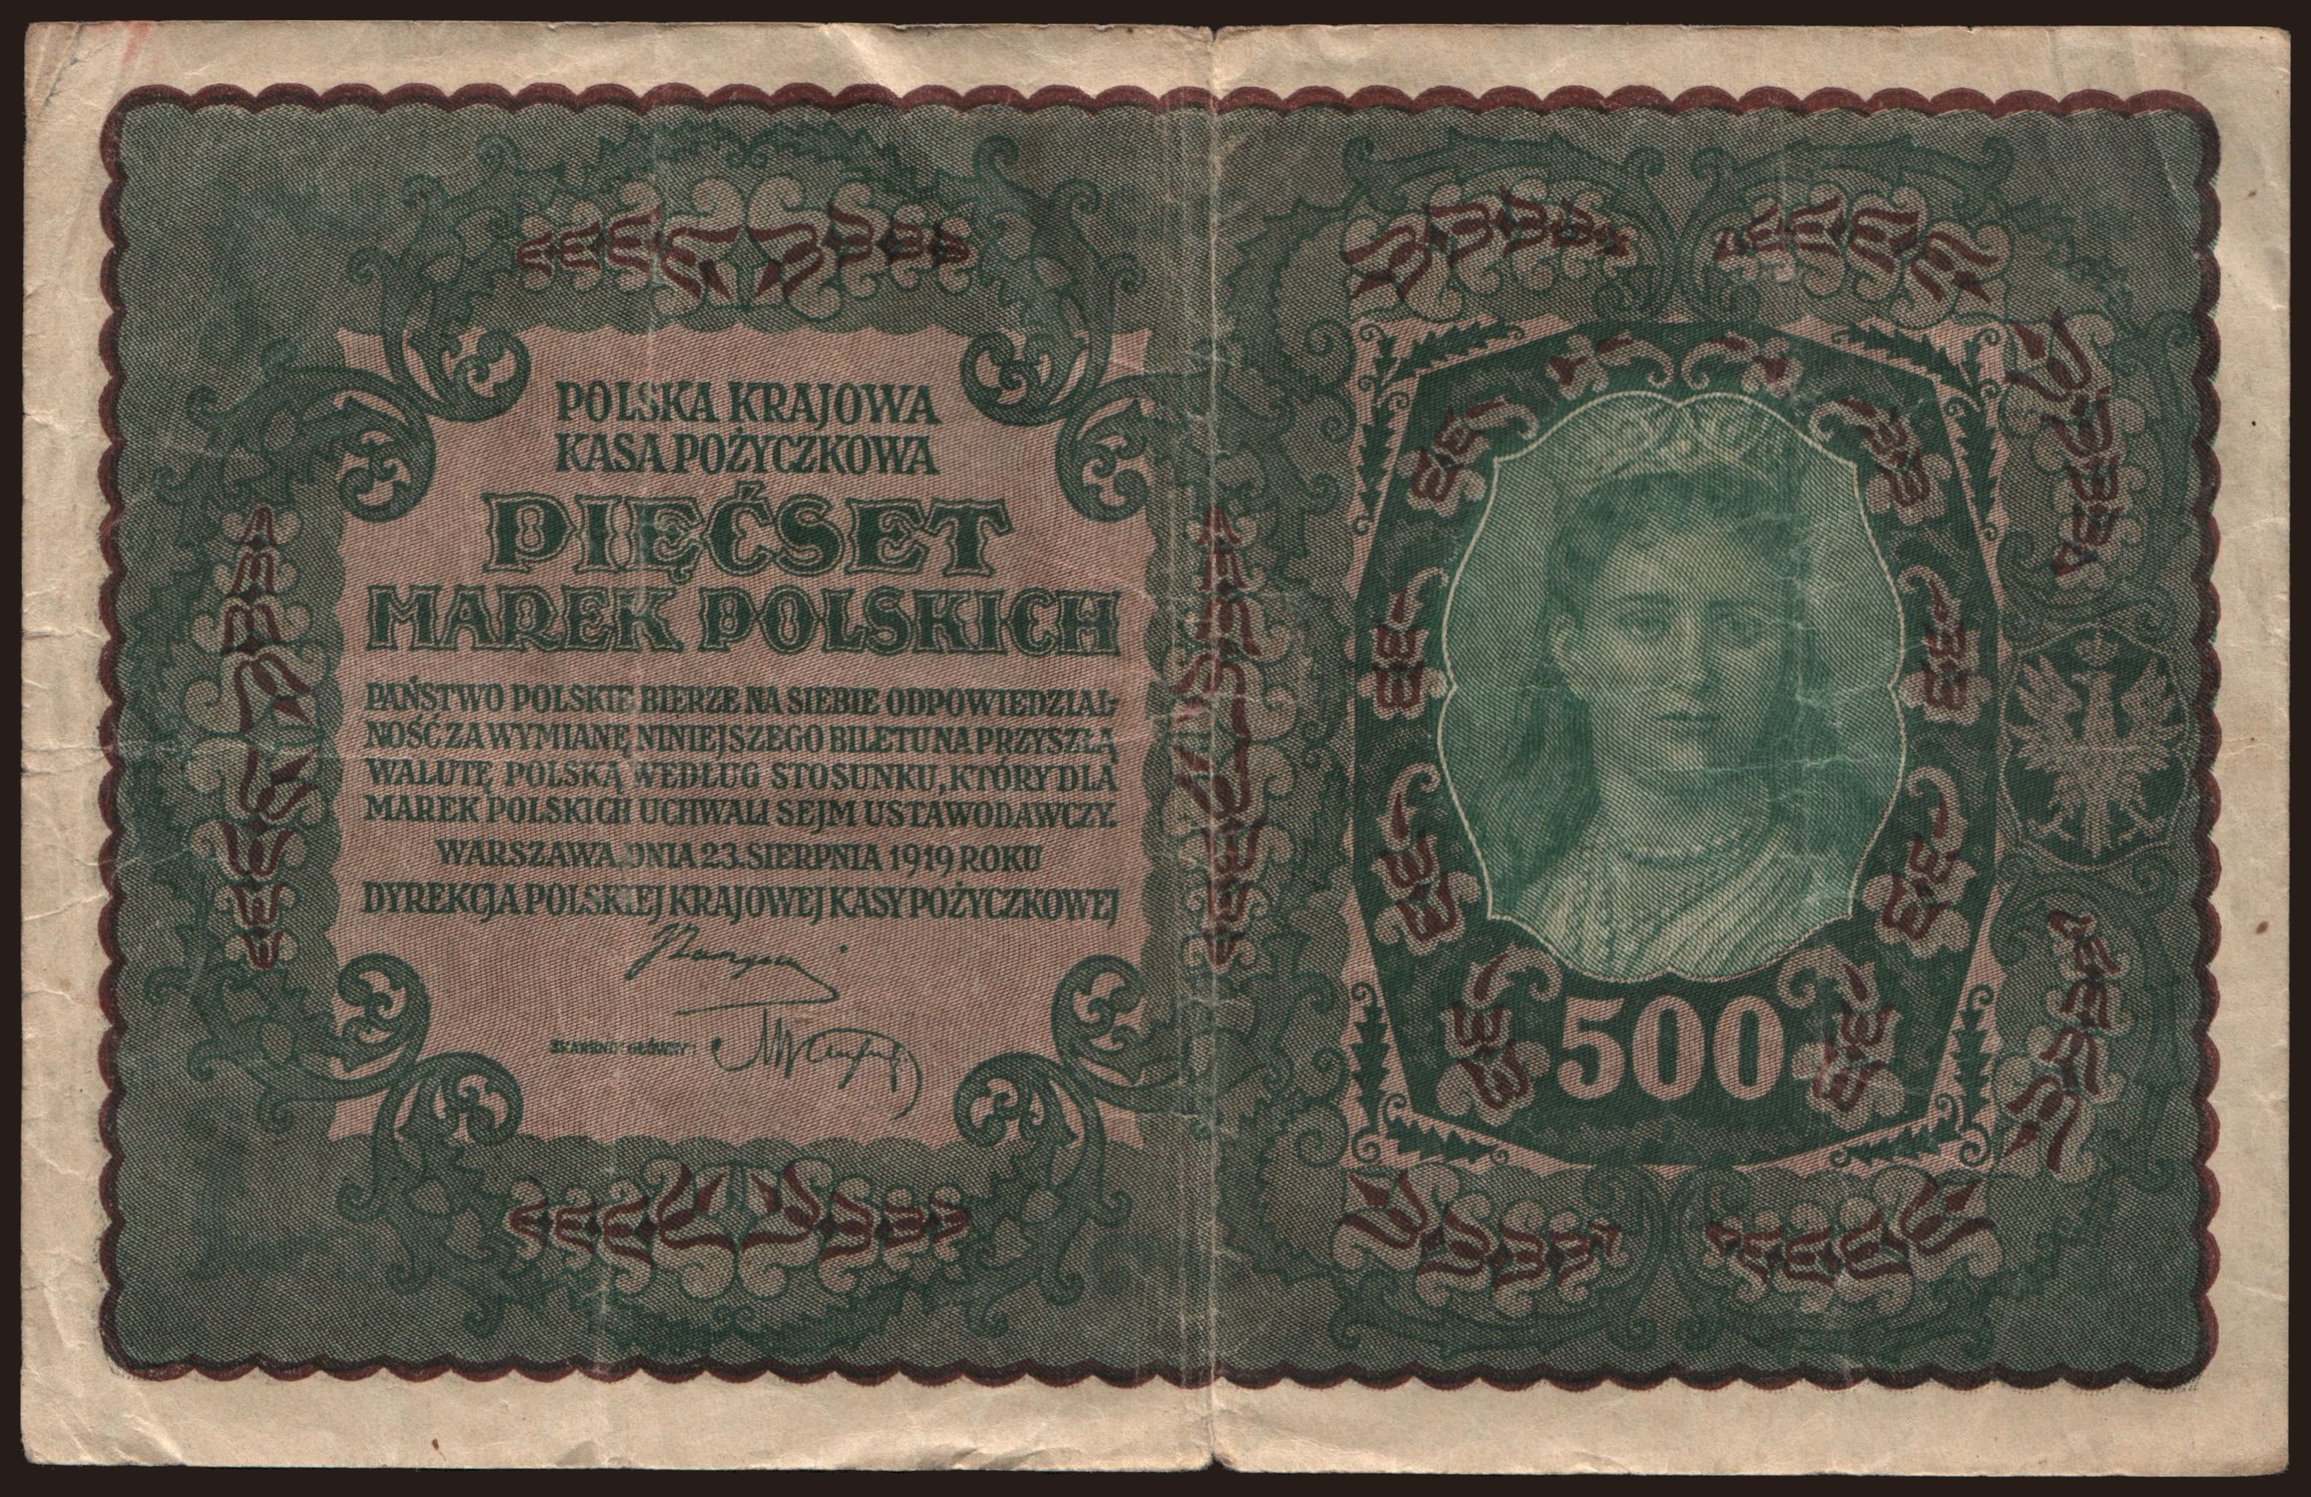 POLSKA KRAJOWA
KASA POŻYCZKOWA
PIĘĆSET
MAREK POLSKICH
PAŃSTWO POLSKIE BIERZE NA SIEBIE ODPOWIEDZIAL-
NOŚĆ ZA WYMIANĘ NINIEJSZEGO BILETU NA PRZYSZŁĄ
WALUTĘ POLSKĄ WEDŁUG STOSUNKU, KTÓRY DLA
MAREK POLSKICH UCHWALI SEJM USTAWODAWCZY.
WARSZAWA, DNIA 23. SIERPNIA 1919 ROKU
DYREKCJA POLSKIEJ KRAJOWEJ KASY POŻYCZKOWEJ
SKARBNIK GŁÓWNY
500